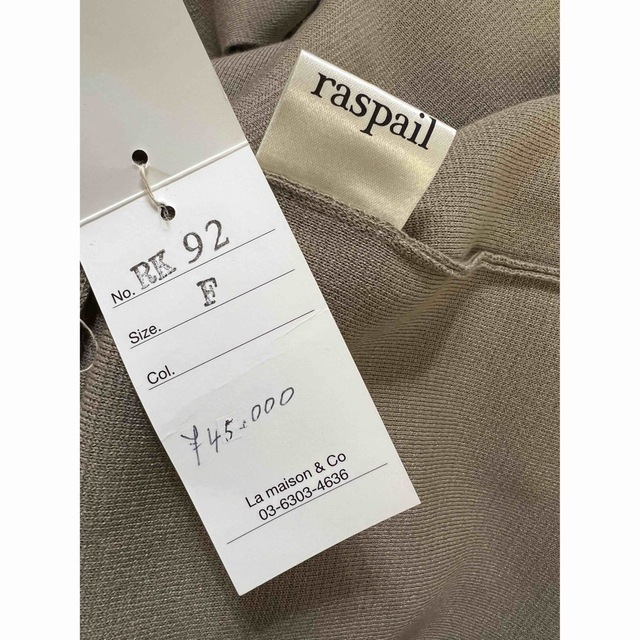 raspail
No. RK 92
Size. F
Col.
¥45.000
La maison & Co
03-6303-4636